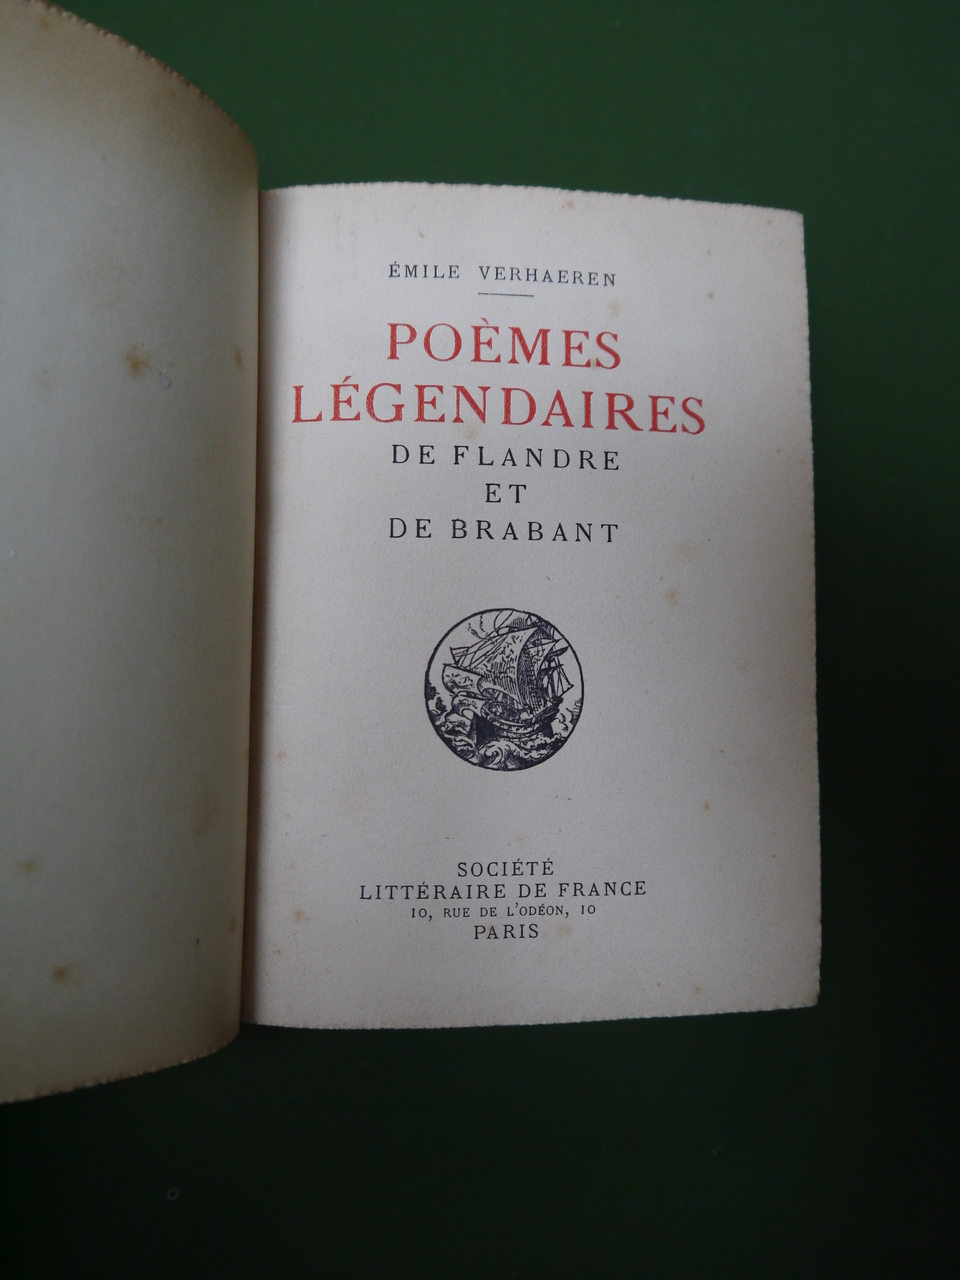 ÉMILE VERHAEREN
POÈMES
LÉGENDAIRES
DE FLANDRE
ET
DE BRABANT
SOCIÉTÉ
LITTÉRAIRE DE FRANCE
10, RUE DE L'ODÉON, 10
PARIS